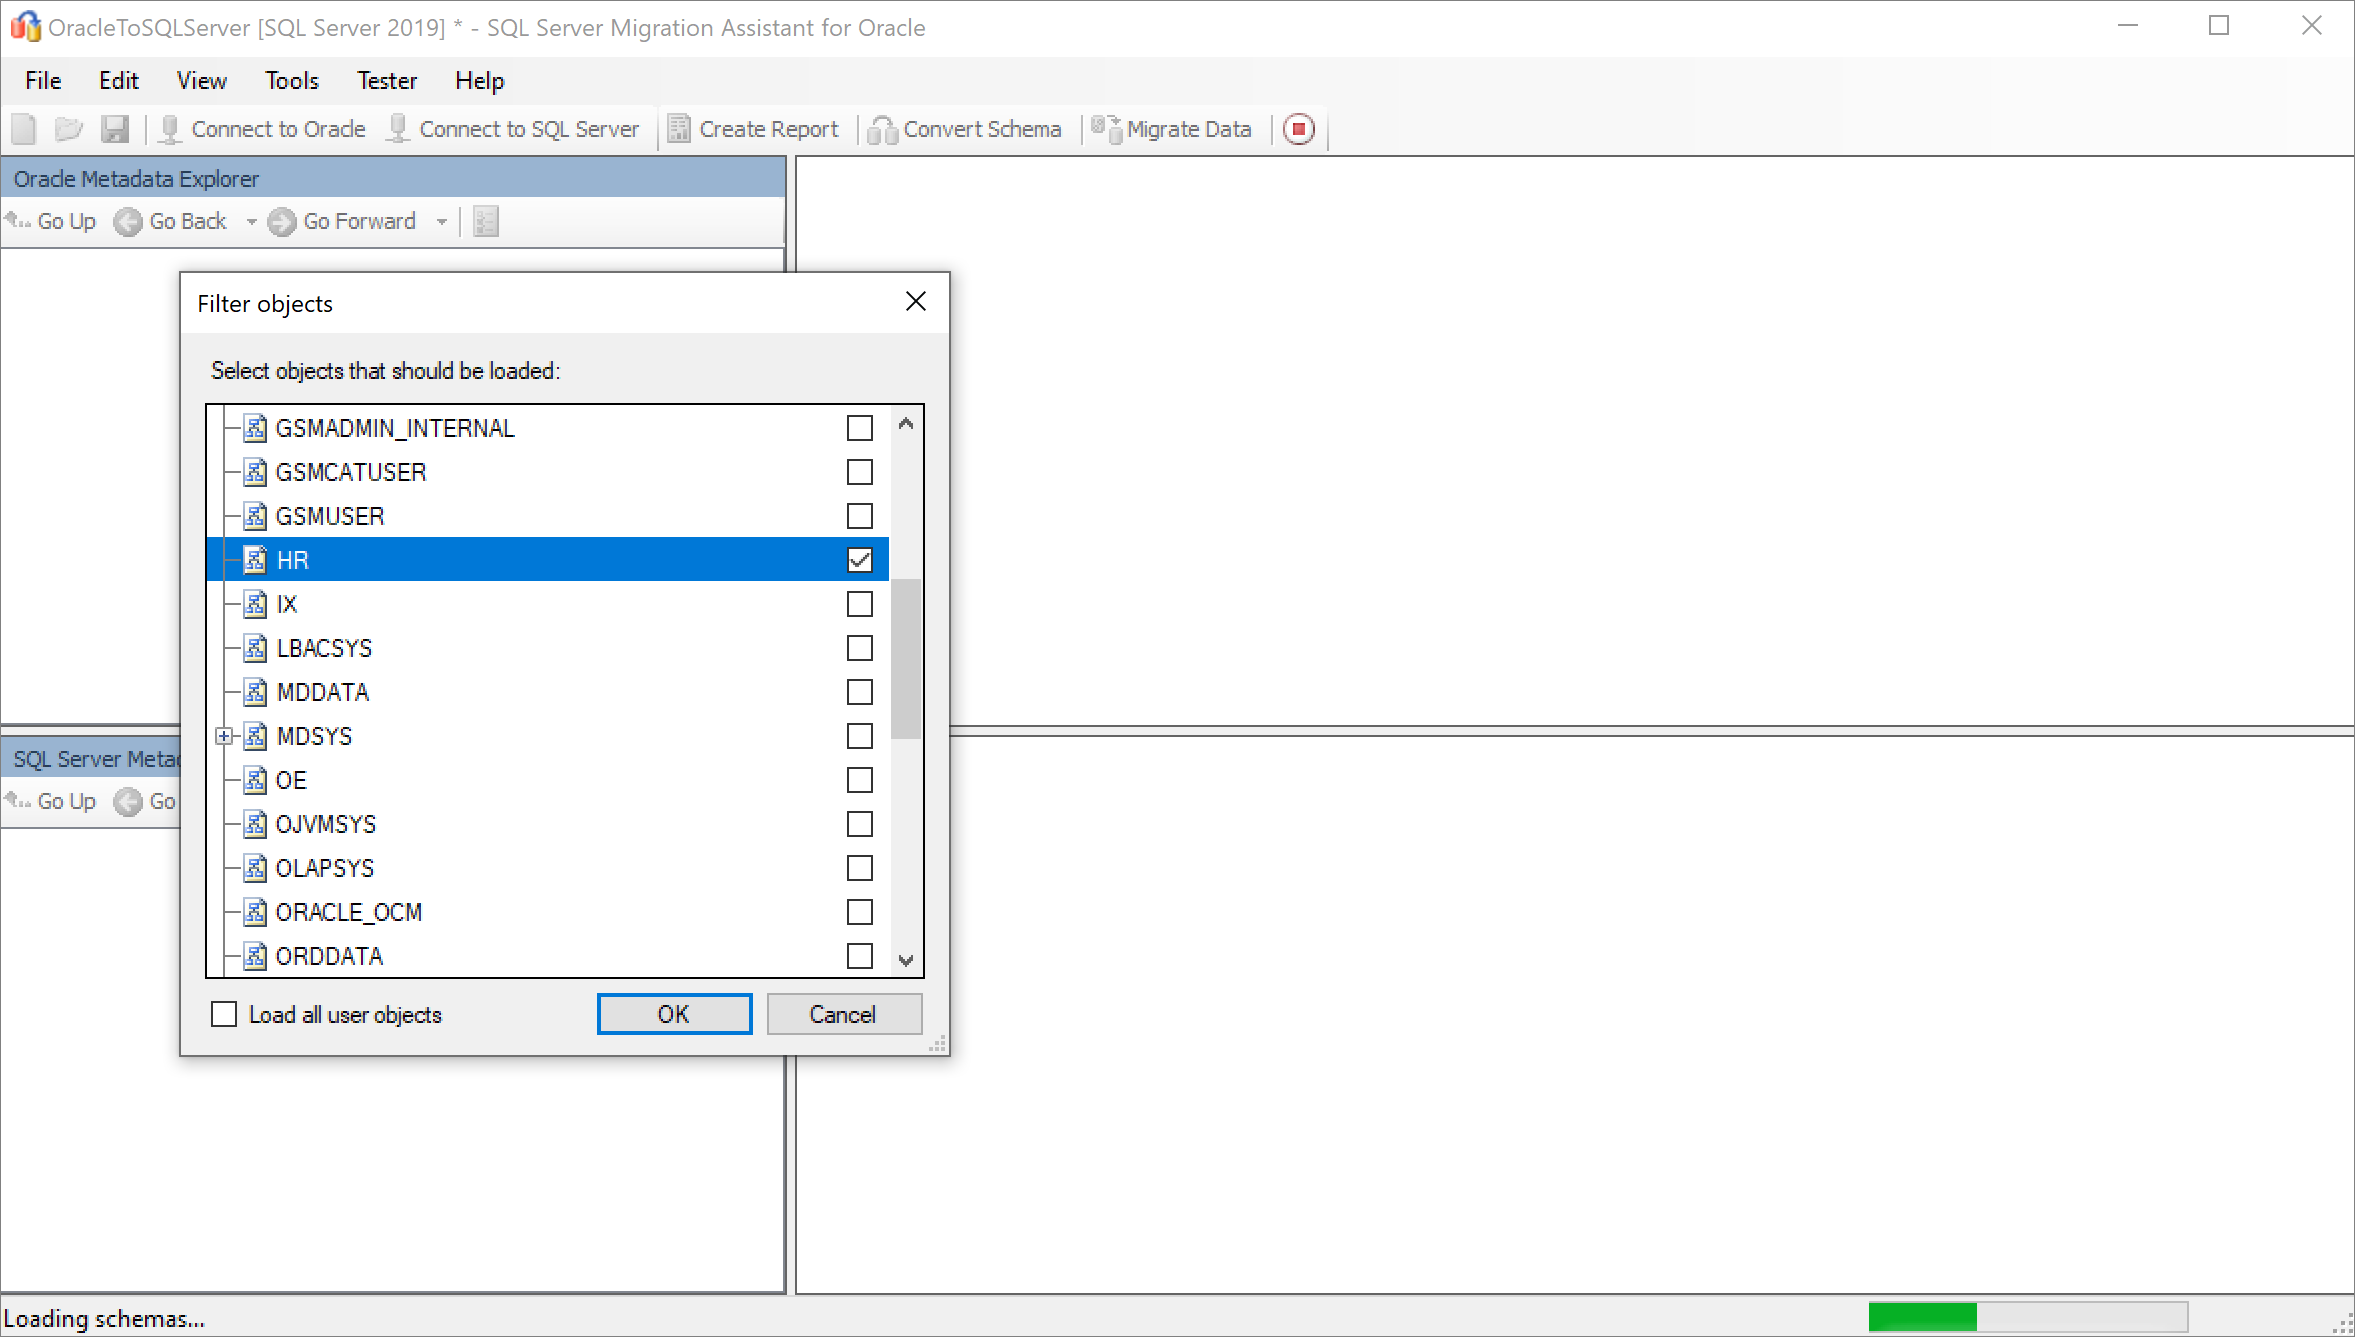 OracleToSQLServer [SQL Server 2019] * - SQL Server Migration Assistant for Oracle
File Edit View Tools Tester Help
Connect to Oracle Connect to SQL Server Create Report Convert Schema Migrate Data
Oracle Metadata Explorer
Go Up Go Back Go Forward
Filter objects
Select objects that should be loaded:
GSMADMIN_INTERNAL
GSMCATUSER
GSMUSER
HR
IX
LBACSYS
MDDATA
MDSYS
OE
OJVMSYS
OLAPSYS
ORACLE_OCM
ORDDATA
Load all user objects OK Cancel
SQL Server Metad
Go Up Go
Loading schemas...